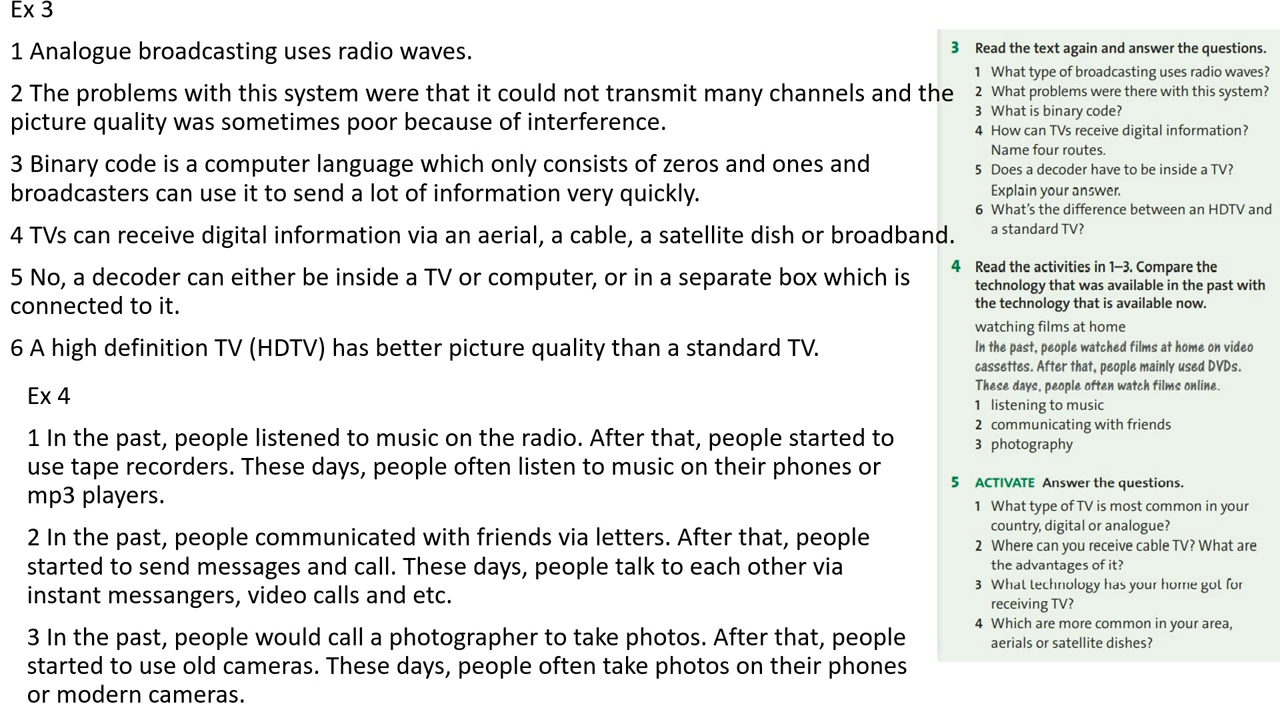 Ex 3
1 Analogue broadcasting uses radio waves.
2 The problems with this system were that it could not transmit many channels and the
picture quality was sometimes poor because of interference.
3 Binary code is a computer language which only consists of zeros and ones and
broadcasters can use it to send a lot of information very quickly.
4 TVs can receive digital information via an aerial, a cable, a satellite dish or broadband.
5 No, a decoder can either be inside a TV or computer, or in a separate box which is
connected to it.
6 A high definition TV (HDTV) has better picture quality than a standard TV.
Ex 4
1 In the past, people listened to music on the radio. After that, people started to
use tape recorders. These days, people often listen to music on their phones or
mp3 players.
2 In the past, people communicated with friends via letters. After that, people
started to send messages and call. These days, people talk to each other via
instant messangers, video calls and etc.
3 In the past, people would call a photographer to take photos. After that, people
started to use old cameras. These days, people often take photos on their phones
or modern cameras.
3 Read the text again and answer the questions.
1 What type of broadcasting uses radio waves?
2 What problems were there with this system?
3 What is binary code?
4 How can TVs receive digital information?
Name four routes.
5 Does a decoder have to be inside a TV?
Explain your answer.
6 What's the difference between an HDTV and
a standard TV?
4 Read the activities in 1–3. Compare the
technology that was available in the past with
the technology that is available now.
watching films at home
In the past, people watched films at home on video
cassettes. After that, people mainly used DVDs.
These days, people often watch films online.
1 listening to music
2 communicating with friends
3 photography
5 ACTIVATE Answer the questions.
1 What type of TV is most common in your
country, digital or analogue?
2 Where can you receive cable TV? What are
the advantages of it?
3 What technology has your home got for
receiving TV?
4 Which are more common in your area,
aerials or satellite dishes?